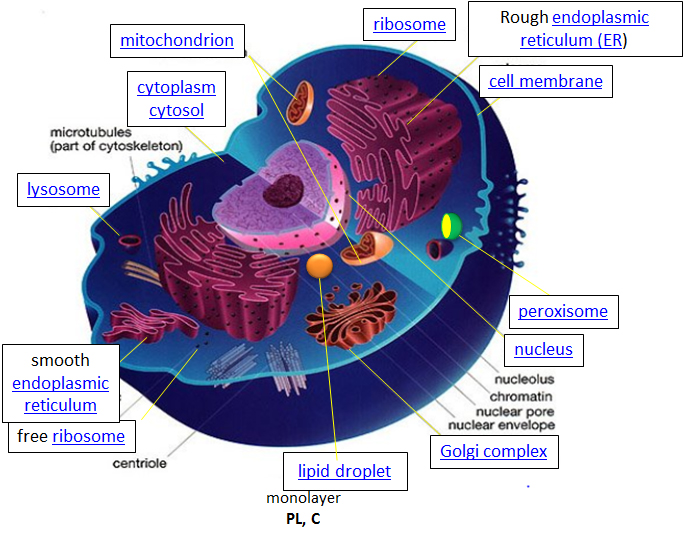 ribosome
Rough endoplasmic
reticulum (ER)
mitochondrion
cell membrane
cytoplasm
cytosol
microtubules
(part of cytoskeleton)
lysosome
peroxisome
nucleus
smooth
endoplasmic
reticulum
nucleolus
chromatin
nuclear pore
nuclear envelope
free ribosome
Golgi complex
centriole
lipid droplet
monolayer
PL, C